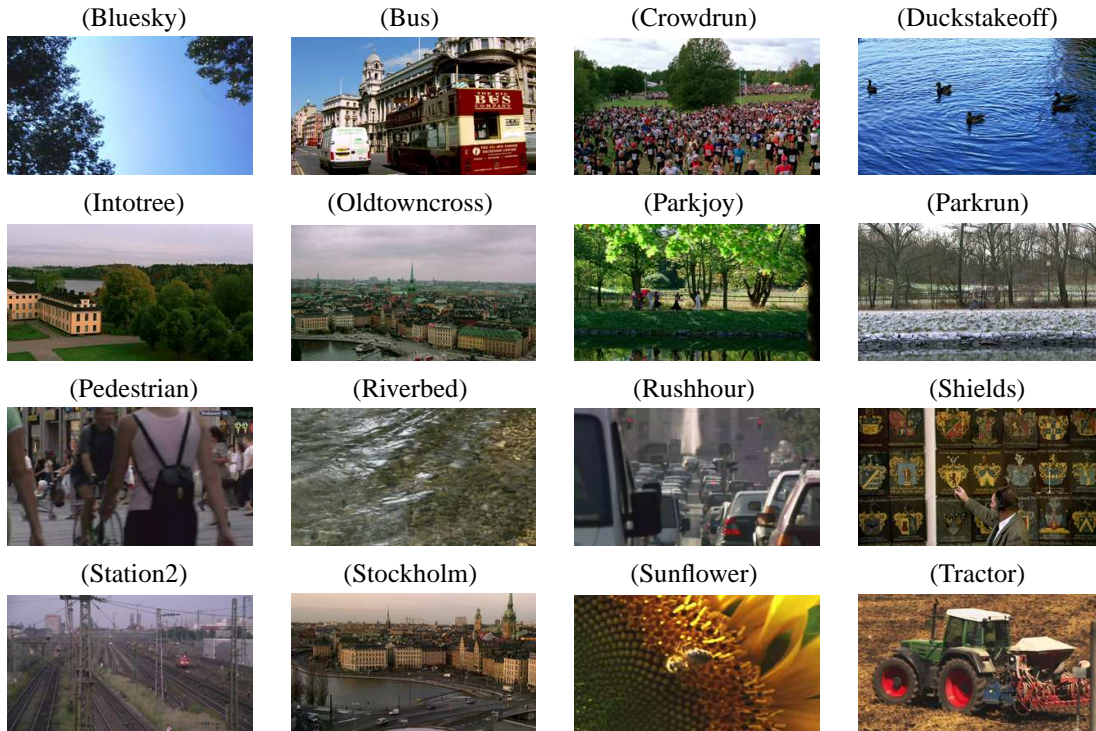 (Bluesky) (Bus) (Crowdrun) (Duckstakeoff)
THE BIG
BUS
COMPANY
(Intotree) (Oldtowncross) (Parkjoy) (Parkrun)
(Pedestrian) (Riverbed) (Rushhour) (Shields)
(Station2) (Stockholm) (Sunflower) (Tractor)